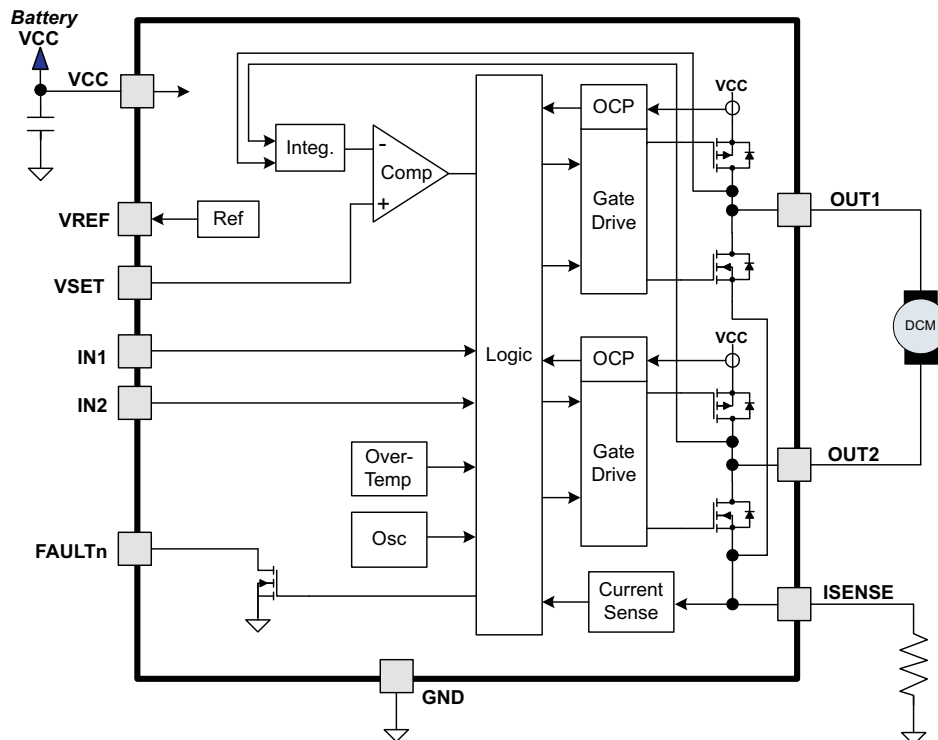 Battery
VCC
VCC
VCC
OCP
Integ.
-
Comp
+
Gate
Drive
VREF
Ref
OUT1
VSET
DCM
IN1
Logic
VCC
OCP
IN2
Over-
Temp
Gate
Drive
OUT2
Osc
FAULTn
Current
Sense
ISENSE
GND